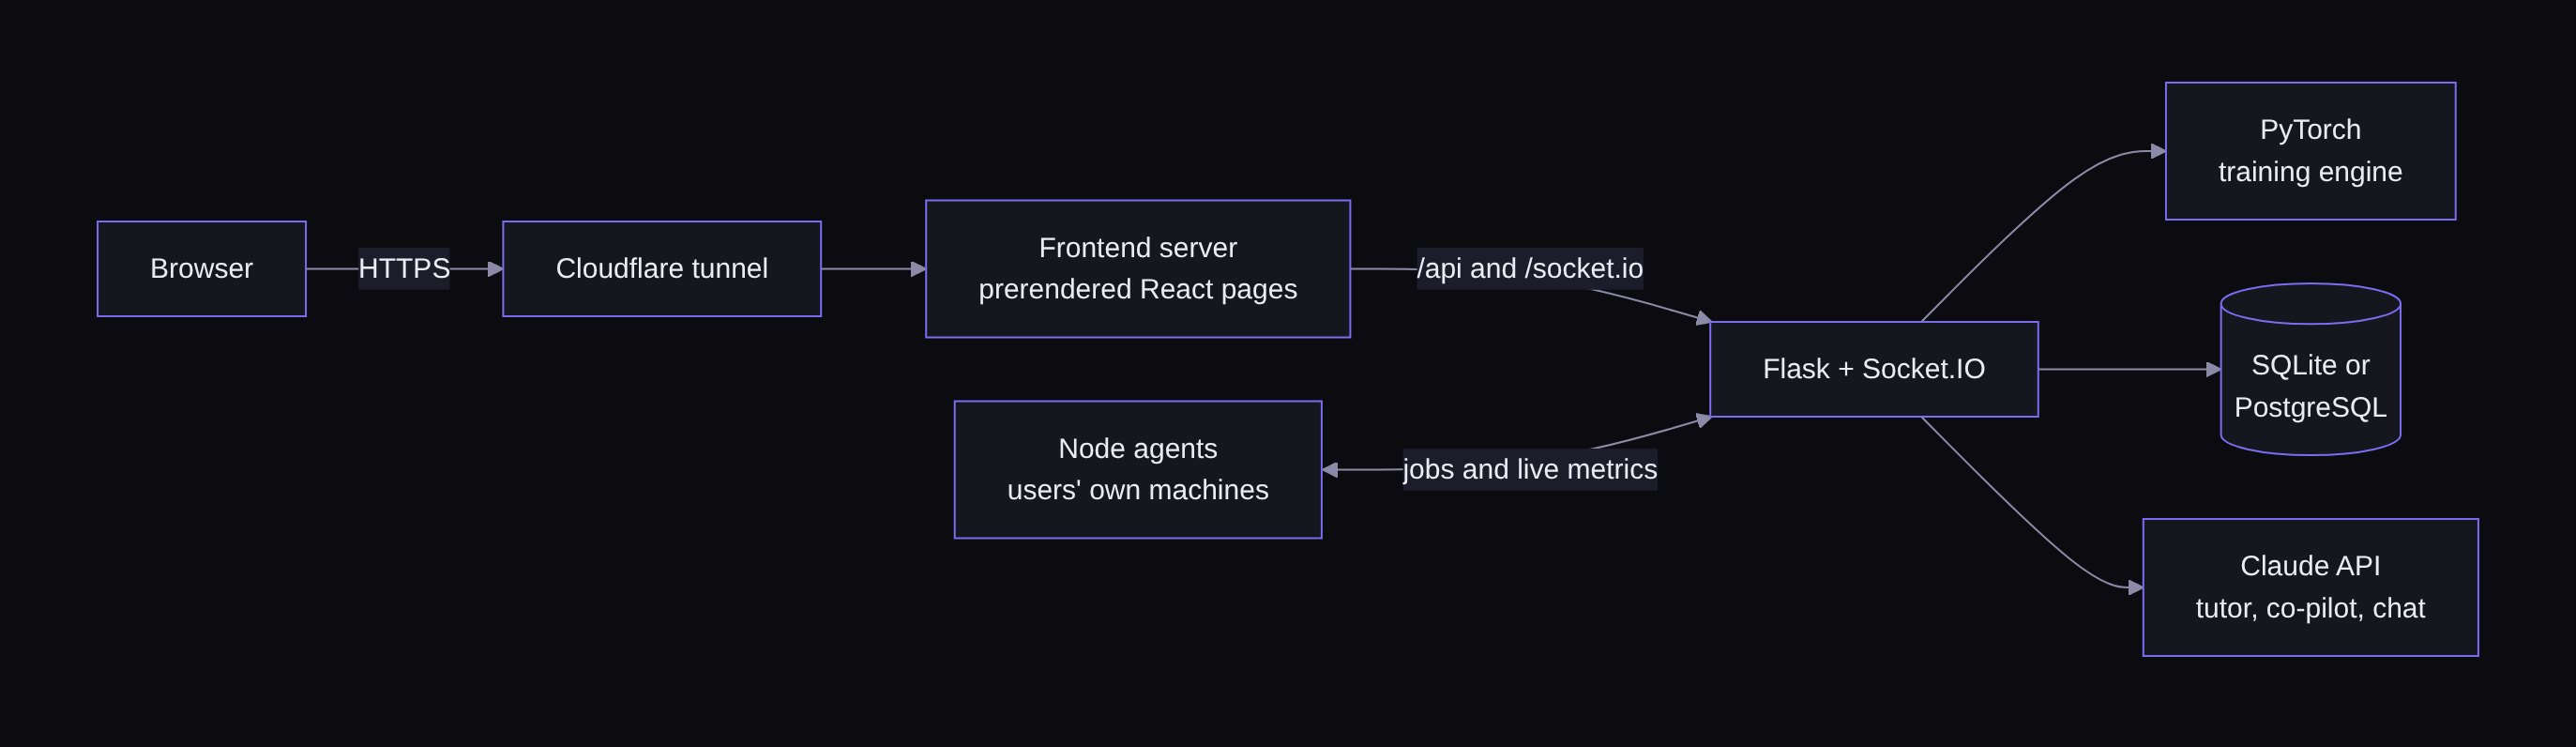 Browser
HTTPS
Cloudflare tunnel
Frontend server
prerendered React pages
/api and /socket.io
Node agents
users' own machines
jobs and live metrics
Flask + Socket.IO
PyTorch
training engine
SQLite or
PostgreSQL
Claude API
tutor, co-pilot, chat